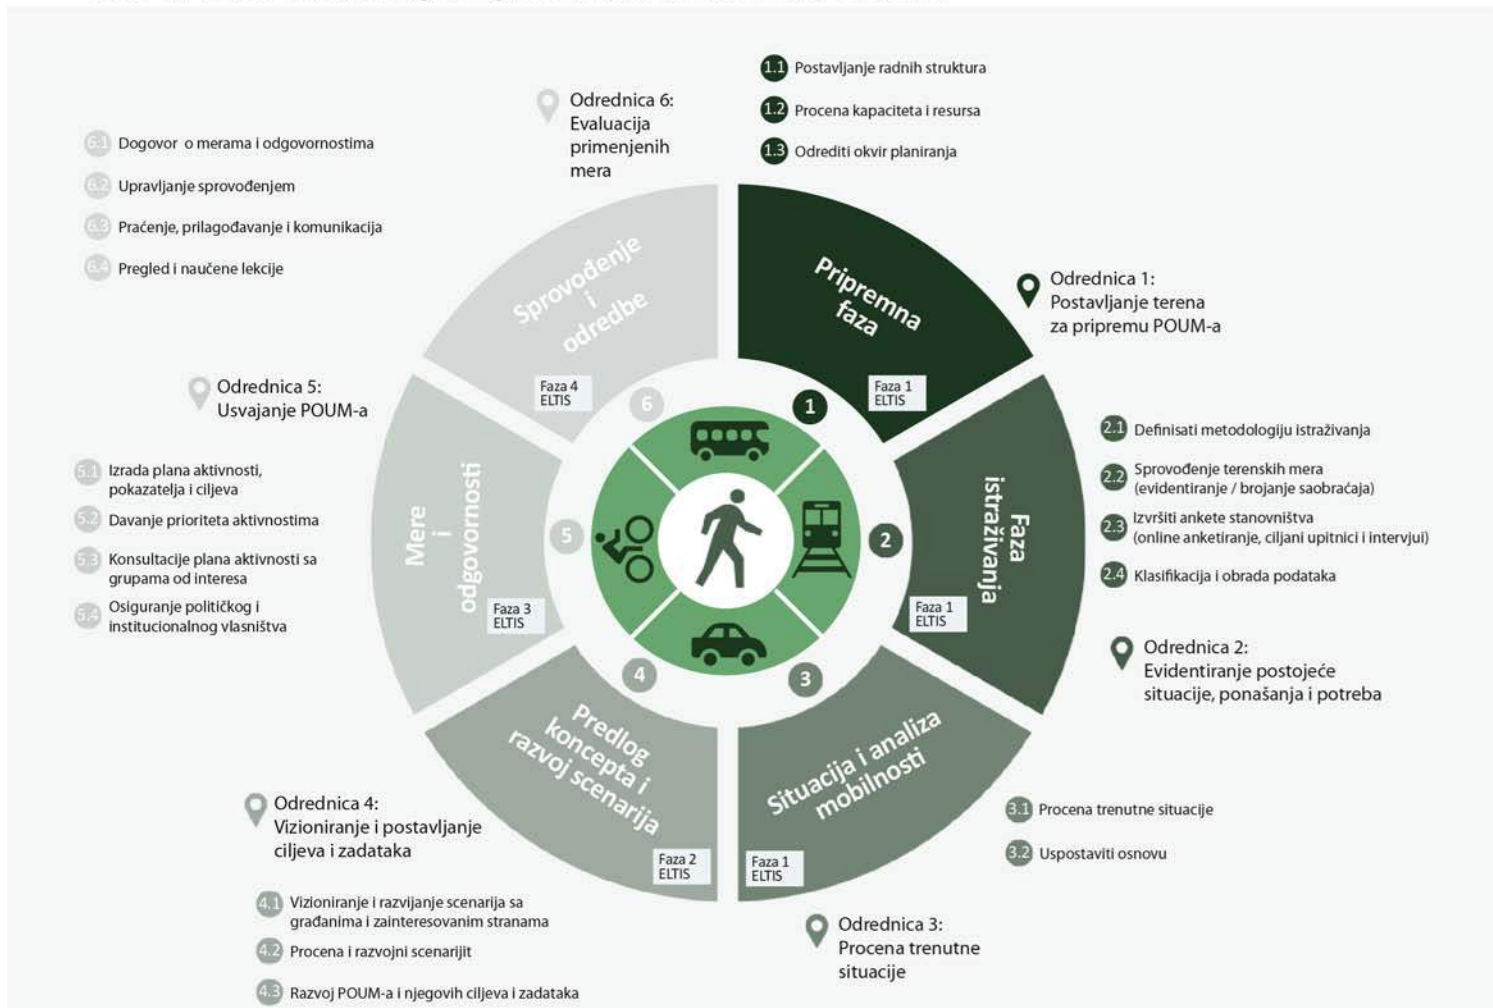 1.1 Postavljanje radnih struktura
1.2 Procena kapaciteta i resursa
1.3 Odrediti okvir planiranja
Odrednica 6:
Evaluacija
primenjenih
mera
6.1 Dogovor o merama i odgovornostima
6.2 Upravljanje sprovođenjem
6.3 Praćenje, prilagođavanje i komunikacija
6.4 Pregled i naučene lekcije
Sprovođenje
i
odredbe
Faza 4
ELTIS
6
Pripremna
faza
Faza 1
ELTIS
1
Odrednica 1:
Postavljanje terena
za pripremu POUM-a
Odrednica 5:
Usvajanje POUM-a
5.1 Izrada plana aktivnosti,
pokazatelja i ciljeva
5.2 Davanje prioriteta aktivnostima
5.3 Konsultacije plana aktivnosti sa
grupama od interesa
5.4 Osiguranje političkog i
institucionalnog vlasništva
Mere
i
odgovornosti
Faza 3
ELTIS
5
2
Faza
istraživanja
Faza 1
ELTIS
2.1 Definisati metodologiju istraživanja
2.2 Sprovođenje terenskih mera
(evidentiranje / brojanje saobraćaja)
2.3 Izvršiti ankete stanovništva
(online anketiranje, ciljani upitnici i intervjui)
2.4 Klasifikacija i obrada podataka
Odrednica 2:
Evidentiranje postojeće
situacije, ponašanja i potreba
4
Predlog
koncepta i
razvoj scenarija
Faza 2
ELTIS
3
Situacija i analiza
mobilnosti
Faza 1
ELTIS
3.1 Procena trenutne situacije
3.2 Uspostaviti osnovu
Odrednica 4:
Vizioniranje i postavljanje
ciljeva i zadataka
4.1 Vizioniranje i razvijanje scenarija sa
građanima i zainteresovanim stranama
4.2 Procena i razvojni scenarijit
4.3 Razvoj POUM-a i njegovih ciljeva i zadataka
Odrednica 3:
Procena trenutne
situacije